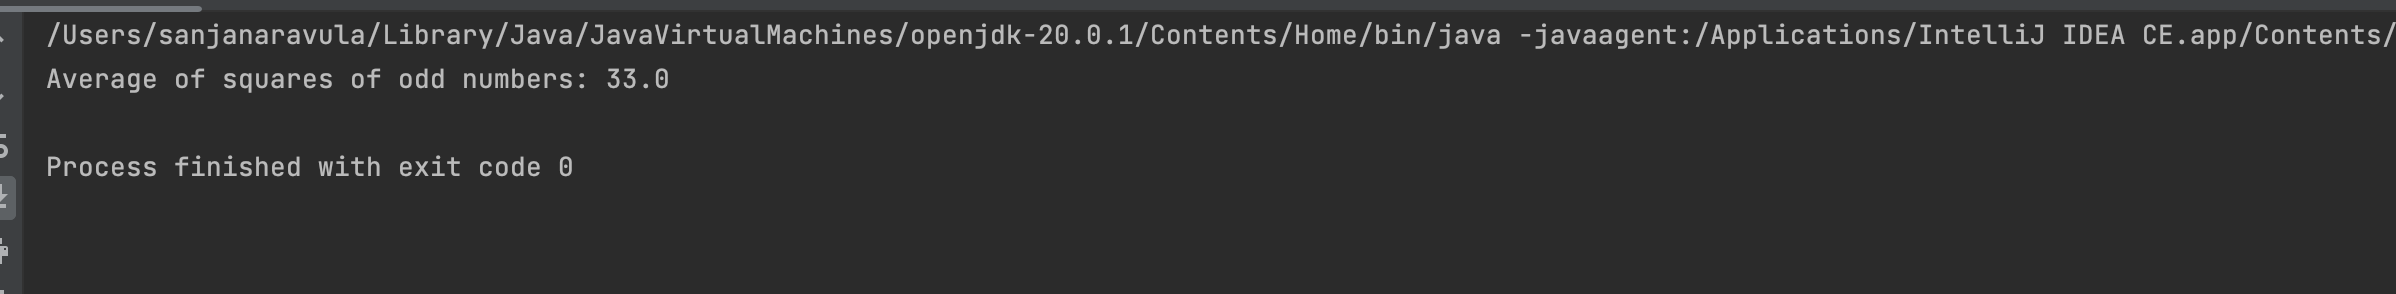 /Users/sanjanaravula/Library/Java/JavaVirtualMachines/openjdk-20.0.1/Contents/Home/bin/java -javaagent:/Applications/IntelliJ IDEA CE.app/Contents/
Average of squares of odd numbers: 33.0
Process finished with exit code 0